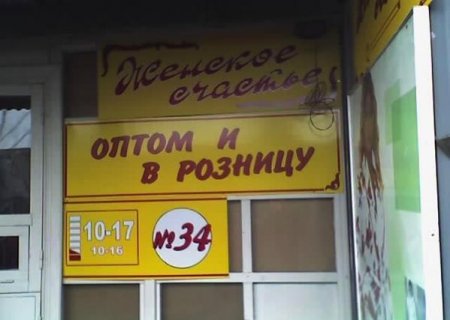 Женское
счастье
ОПТОМ И
В РОЗНИЦУ
10-17
10-16
№34